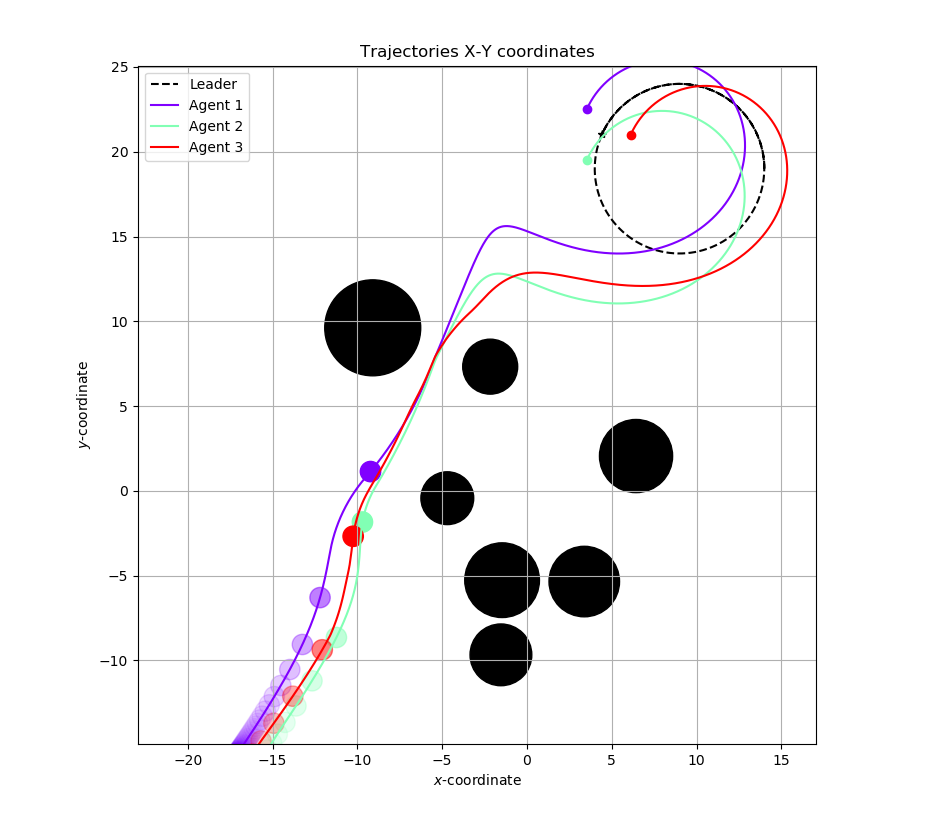 Trajectories X-Y coordinates
Leader
Agent 1
Agent 2
Agent 3
25
20
15
10
5
0
−5
−10
y-coordinate
−20
−15
−10
−5
0
5
10
15
x-coordinate